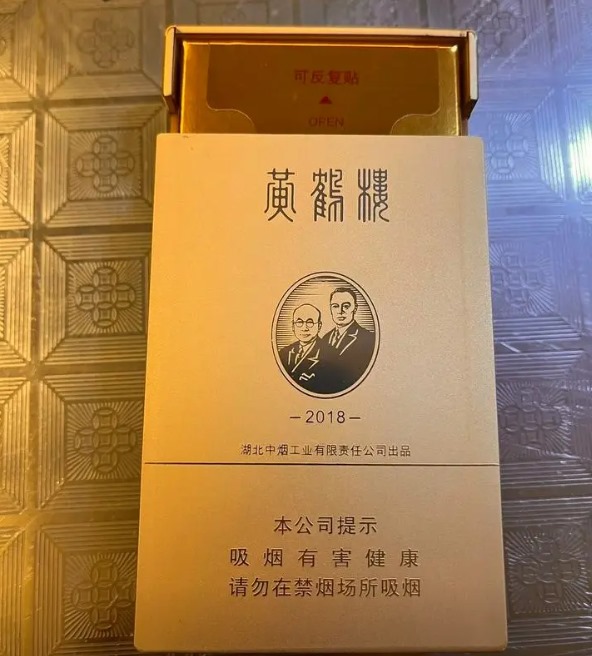 可反复贴
OPEN
黄鹤楼
—2018—
湖北中烟工业有限责任公司出品
本公司提示
吸烟有害健康
请勿在禁烟场所吸烟